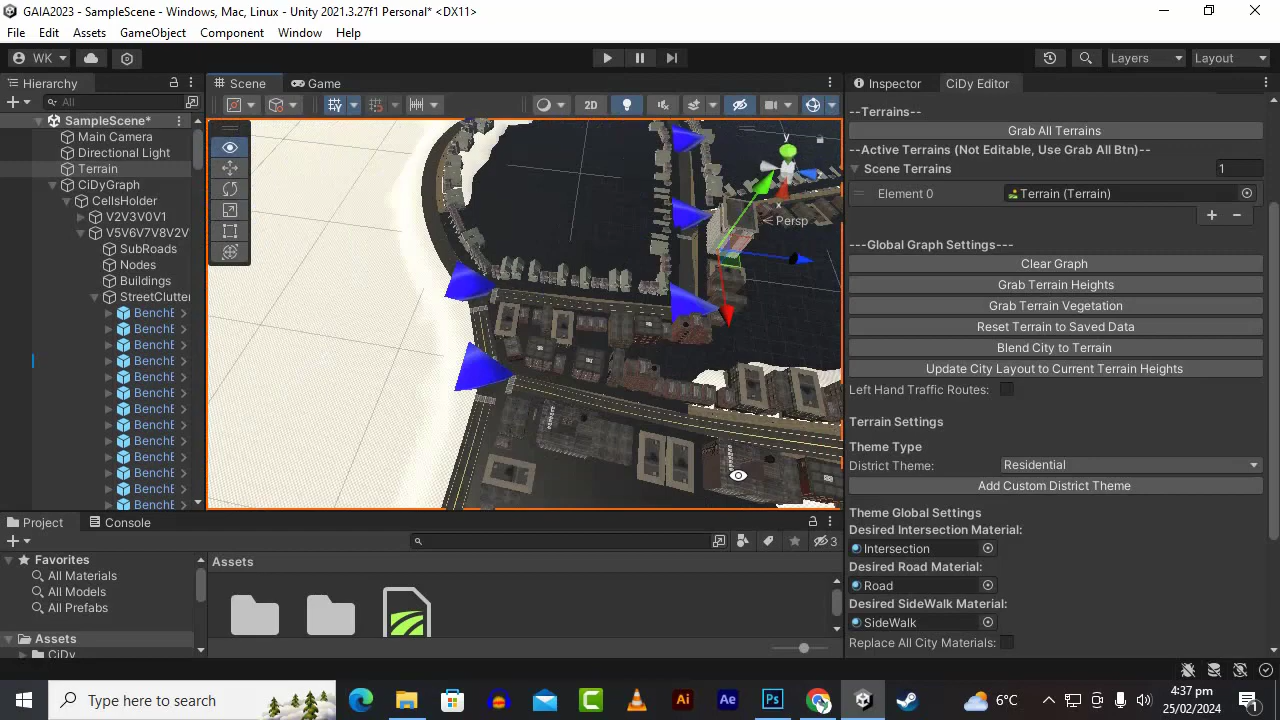 GAIA2023 - SampleScene - Windows, Mac, Linux - Unity 2021.3.27f1 Personal* <DX11>
File Edit Assets GameObject Component Window Help
WK Layers Layout
Hierarchy Scene Game Inspector CiDy Editor
All 2D
SampleScene*
Main Camera
Directional Light
Terrain
CiDyGraph
CellsHolder
V2V3V0V1
V5V6V7V8V2V
SubRoads
Nodes
Buildings
StreetClutter
BenchE
BenchE
BenchE
BenchE
BenchE
BenchE
BenchE
BenchE
BenchE
BenchE
BenchE
BenchE
BenchE
y
x
< Persp
--Terrains--
Grab All Terrains
--Active Terrains (Not Editable, Use Grab All Btn)--
Scene Terrains 1
Element 0 Terrain (Terrain)
---Global Graph Settings---
Clear Graph
Grab Terrain Heights
Grab Terrain Vegetation
Reset Terrain to Saved Data
Blend City to Terrain
Update City Layout to Current Terrain Heights
Left Hand Traffic Routes:
Terrain Settings
Theme Type
District Theme: Residential
Add Custom District Theme
Theme Global Settings
Desired Intersection Material:
Intersection
Desired Road Material:
Road
Desired SideWalk Material:
SideWalk
Replace All City Materials:
Project Console
3
Favorites
All Materials
All Models
All Prefabs
Assets
CiDy
Assets
Type here to search
Ai Ae Ps
6°C
4:37 pm
25/02/2024
1